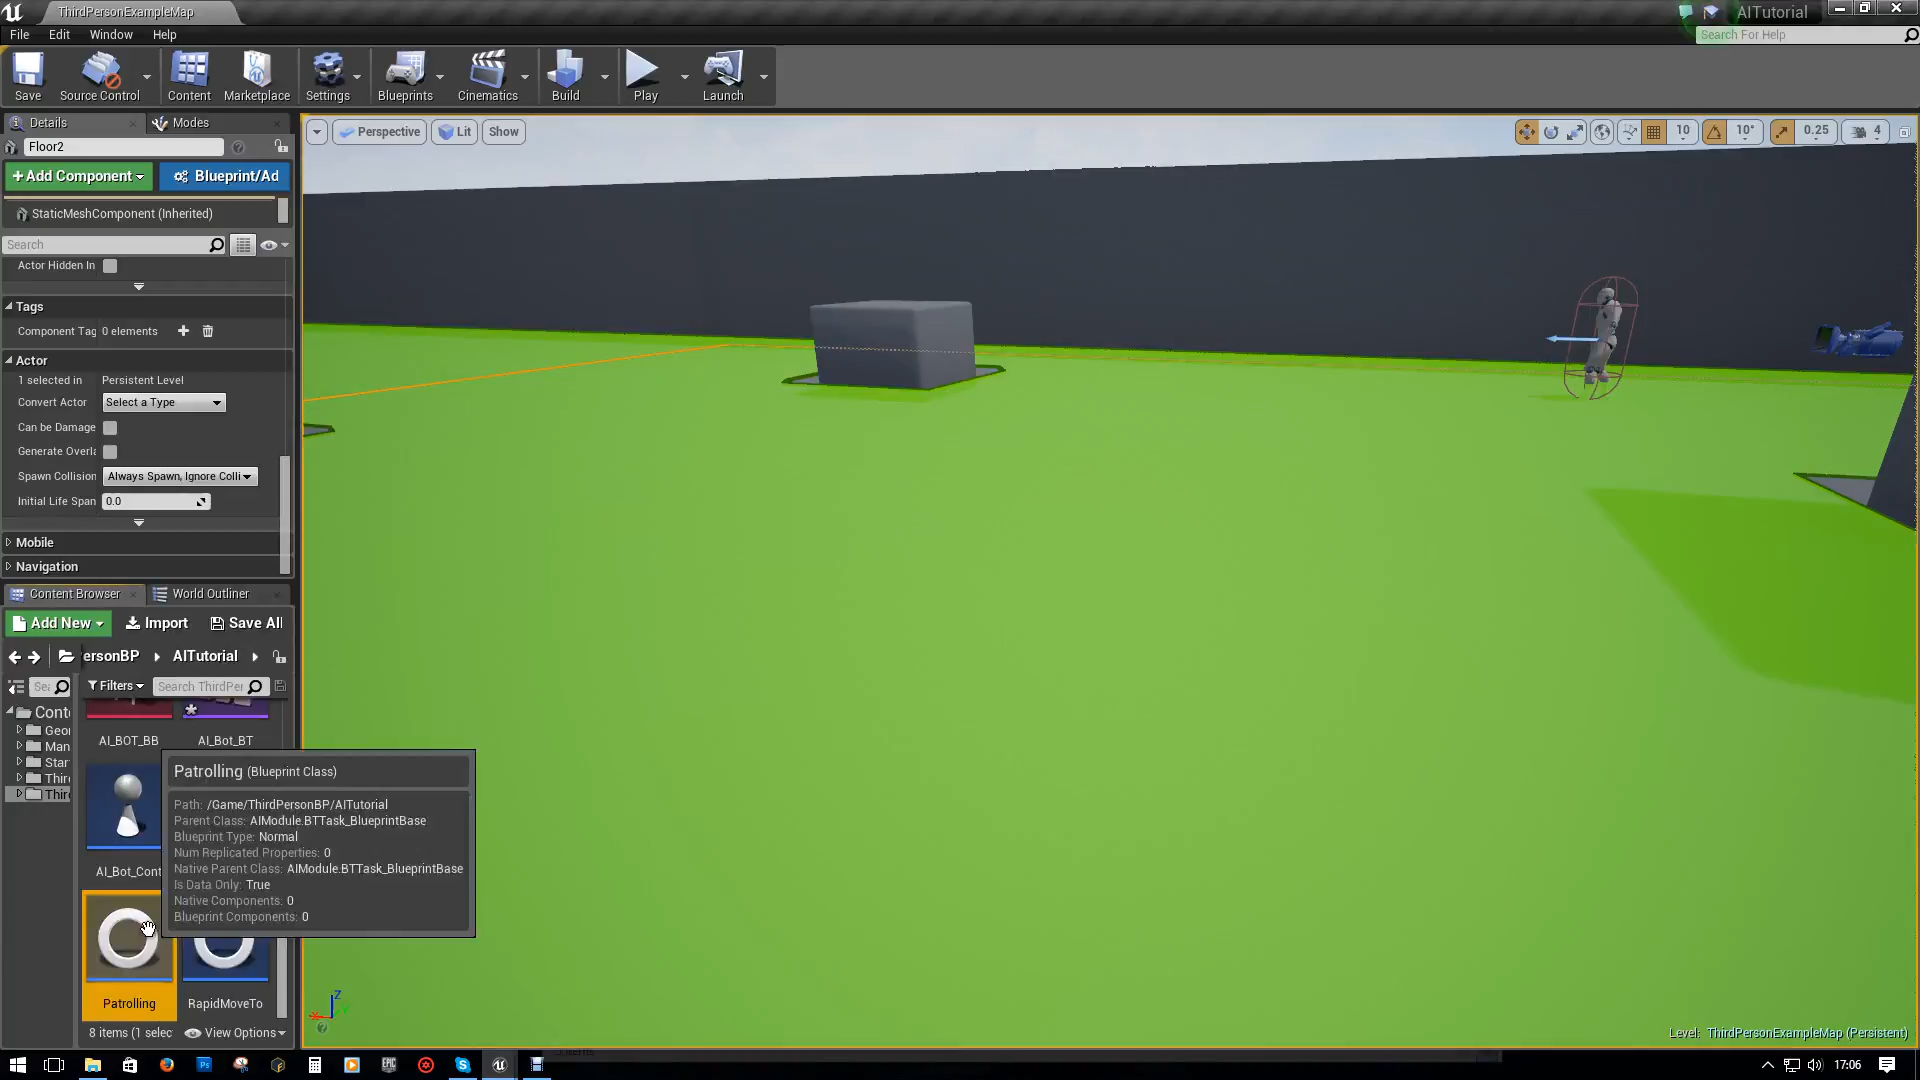 ThirdPersonExampleMap
AITutorial
File Edit Window Help
Search For Help
Save Source Control Content Marketplace Settings Blueprints Cinematics Build Play Launch
Details Modes
Floor2
Perspective Lit Show
10 10° 0.25 4
+Add Component Blueprint/Ad
StaticMeshComponent (Inherited)
Search
Actor Hidden In
Tags
Component Tag 0 elements
Actor
1 selected in Persistent Level
Convert Actor Select a Type
Can be Damage
Generate Overla
Spawn Collision Always Spawn, Ignore Colli
Initial Life Span 0.0
Mobile
Navigation
Content Browser World Outliner
Add New Import Save All
ersonBP AITutorial
Sea Filters Search ThirdPer
Conte
Geo
Man
Star
Thir
Thir
AI_BOT_BB AI_Bot_BT
AI_Bot_Cont
Patrolling (Blueprint Class)
Path: /Game/ThirdPersonBP/AITutorial
Parent Class: AIModule.BTTask_BlueprintBase
Blueprint Type: Normal
Num Replicated Properties: 0
Native Parent Class: AIModule.BTTask_BlueprintBase
Is Data Only: True
Native Components: 0
Blueprint Components: 0
Patrolling RapidMoveTo
8 items (1 selec View Options
Z
X
Level: ThirdPersonExampleMap (Persistent)
Ps EPIC S
17:06